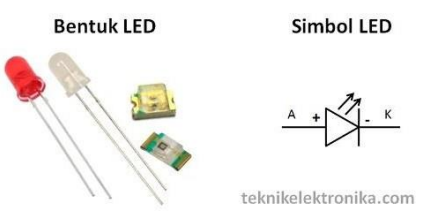 Bentuk LED
Simbol LED
A + - K
teknikelektronika.com